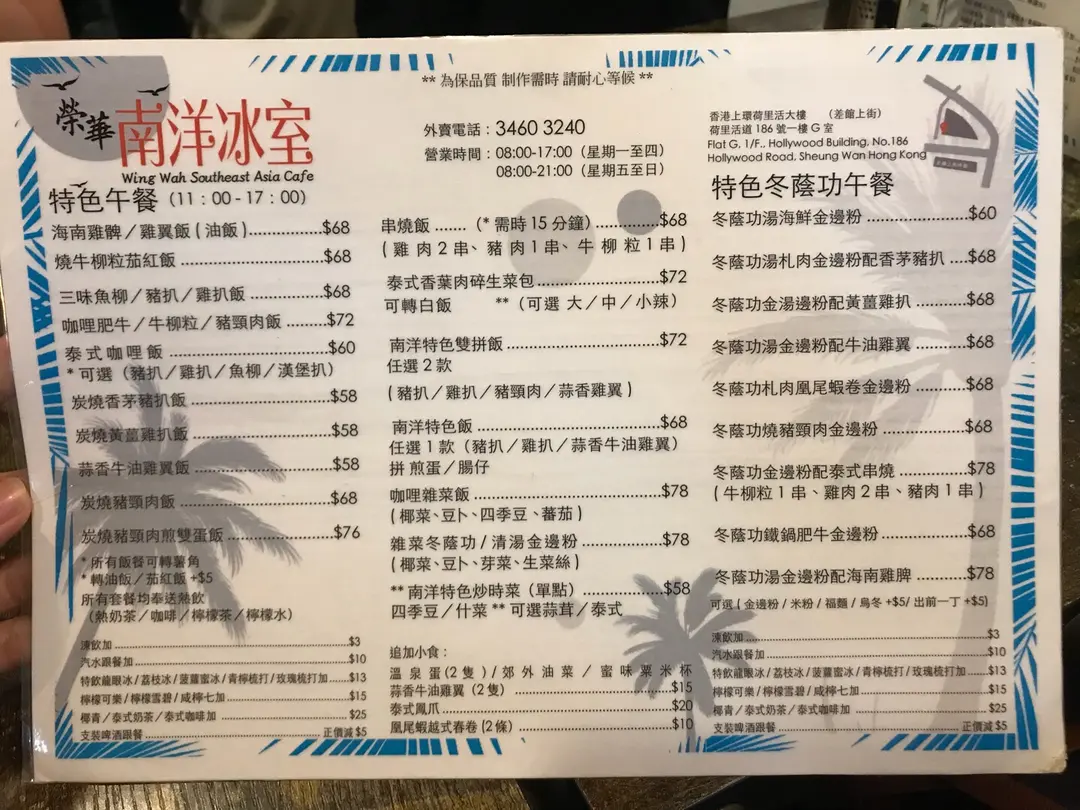 ** 為保品質 制作需時 請耐心等候 **
榮華 南洋冰室
Wing Wah Southeast Asia Cafe
外賣電話：3460 3240
營業時間：08:00-17:00（星期一至四）
08:00-21:00（星期五至日）
香港上環荷里活大樓 （差館上街）
荷里活道 186 號一樓 G 室
Flat G, 1/F., Hollywood Building, No.186
Hollywood Road, Sheung Wan Hong Kong
特色午餐（11：00 - 17：00）
海南雞髀／雞翼飯 ( 油飯 )..................$68
燒牛柳粒茄紅飯 ..........................$68
三味魚柳／豬扒／雞扒飯 ..................$68
咖哩肥牛／牛柳粒／豬頸肉飯 ........$72
泰式咖哩飯 ..............................$60
* 可選（豬扒／雞扒／魚柳／漢堡扒）
炭燒香茅豬扒飯 ..........................$58
炭燒黃薑雞扒飯 ..........................$58
蒜香牛油雞翼飯 ..........................$58
炭燒豬頸肉飯 ............................$68
炭燒豬頸肉煎雙蛋飯 ......................$76
* 所有飯餐可轉薯角
* 轉油飯／茄紅飯 +$5
所有套餐均奉送熱飲
（熱奶茶／咖啡／檸檬茶／檸檬水）
凍飲加 ..............................$3
汽水跟餐加 ..............................$10
特飲龍眼冰／荔枝冰／菠蘿蜜冰／青檸梳打／玫瑰梳打加 ......$13
檸檬可樂／檸檬雪碧／咸檸七加 ..............................$15
椰青／泰式奶茶／泰式咖啡加 ..............................$25
支裝啤酒跟餐 .............................. 正價減 $5
串燒飯 .......（* 需時 15 分鐘）............$68
( 雞 肉 2 串、豬 肉 1 串、牛 柳 粒 1 串 )
泰式香葉肉碎生菜包 ......................$72
可轉白飯 **（可選 大／中／小辣）
南洋特色雙拼飯 ..........................$72
任選 2 款
( 豬扒／雞扒／豬頸肉／蒜香雞翼 )
南洋特色飯 ..............................$68
任選 1 款（豬扒／雞扒／蒜香牛油雞翼）
拼 煎蛋／腸仔
咖哩雜菜飯 ..............................$78
( 椰菜、豆卜、四季豆、蕃茄 )
雜菜冬蔭功 / 清湯金邊粉 ..................$78
( 椰菜、豆卜、芽菜、生菜絲 )
** 南洋特色炒時菜（單點）................$58
四季豆／什菜 ** 可選蒜茸／泰式
追加小食：
溫泉蛋 (2 隻 ) / 郊外油菜 / 蜜味粟米杯
蒜香牛油雞翼 (2 隻 ) ..............................$15
泰式鳳爪 ..............................$20
凰尾蝦越式春卷 (2 條 ) ..............................$10
特色冬蔭功午餐
冬蔭功湯海鮮金邊粉 ......................$60
冬蔭功湯札肉金邊粉配香茅豬扒 .....$68
冬蔭功金湯邊粉配黃薑雞扒 .............$68
冬蔭功湯金邊粉配牛油雞翼 .............$68
冬蔭功札肉凰尾蝦卷金邊粉 .............$68
冬蔭功燒豬頸肉金邊粉 ..................$68
冬蔭功金邊粉配泰式串燒 ...............$78
( 牛柳粒 1 串、雞肉 2 串、豬肉 1 串 )
冬蔭功鐵鍋肥牛金邊粉 ..................$68
冬蔭功湯金邊粉配海南雞髀 .............$78
可選 ( 金邊粉／米粉／福麵／烏冬 +$5/ 出前一丁 +$5)
凍飲加 ..............................$3
汽水跟餐加 ..............................$10
特飲龍眼冰／荔枝冰／菠蘿蜜冰／青檸梳打／玫瑰梳打加 ......$13
檸檬可樂／檸檬雪碧／咸檸七加 ..............................$15
椰青／泰式奶茶／泰式咖啡加 ..............................$25
支裝啤酒跟餐 .............................. 正價減 $5